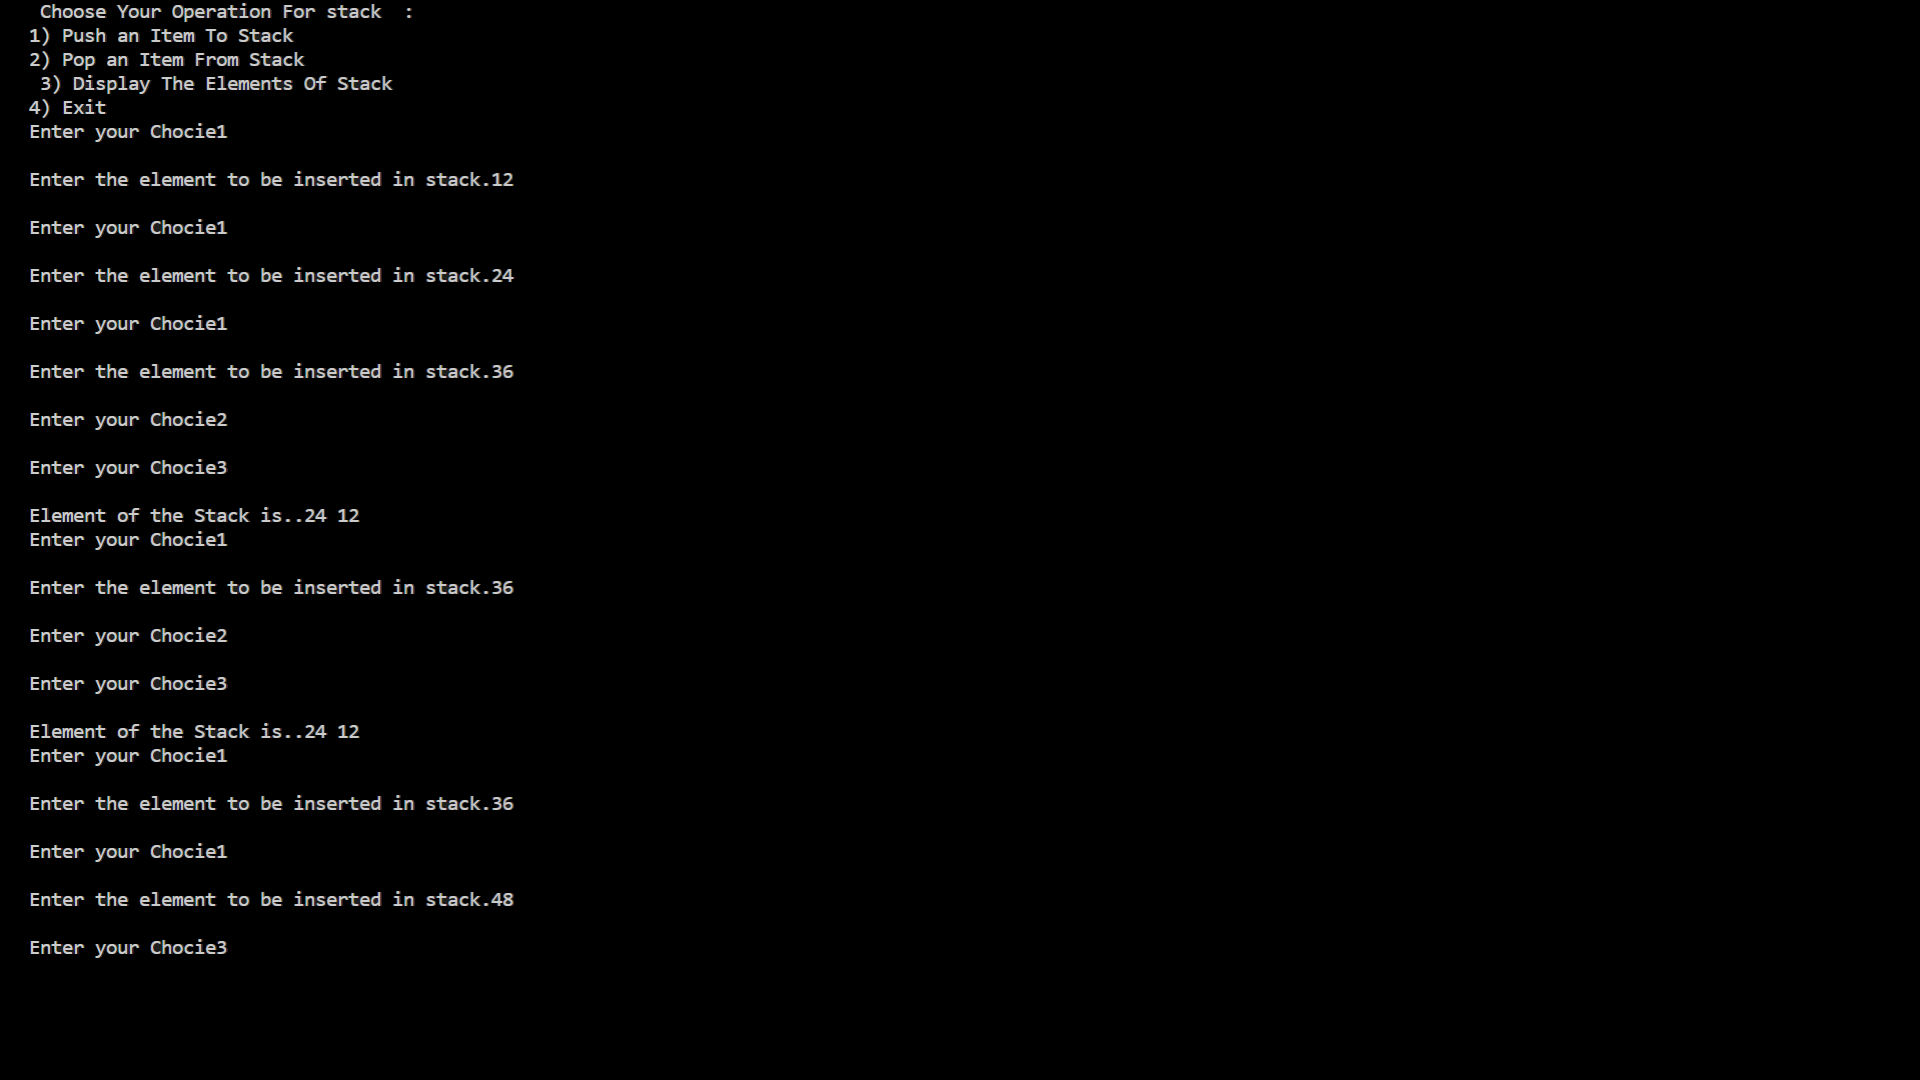 Choose Your Operation For stack  :
1) Push an Item To Stack
2) Pop an Item From Stack
3) Display The Elements Of Stack
4) Exit
Enter your Chocie1
Enter the element to be inserted in stack.12
Enter your Chocie1
Enter the element to be inserted in stack.24
Enter your Chocie1
Enter the element to be inserted in stack.36
Enter your Chocie2
Enter your Chocie3
Element of the Stack is..24 12
Enter your Chocie1
Enter the element to be inserted in stack.36
Enter your Chocie2
Enter your Chocie3
Element of the Stack is..24 12
Enter your Chocie1
Enter the element to be inserted in stack.36
Enter your Chocie1
Enter the element to be inserted in stack.48
Enter your Chocie3